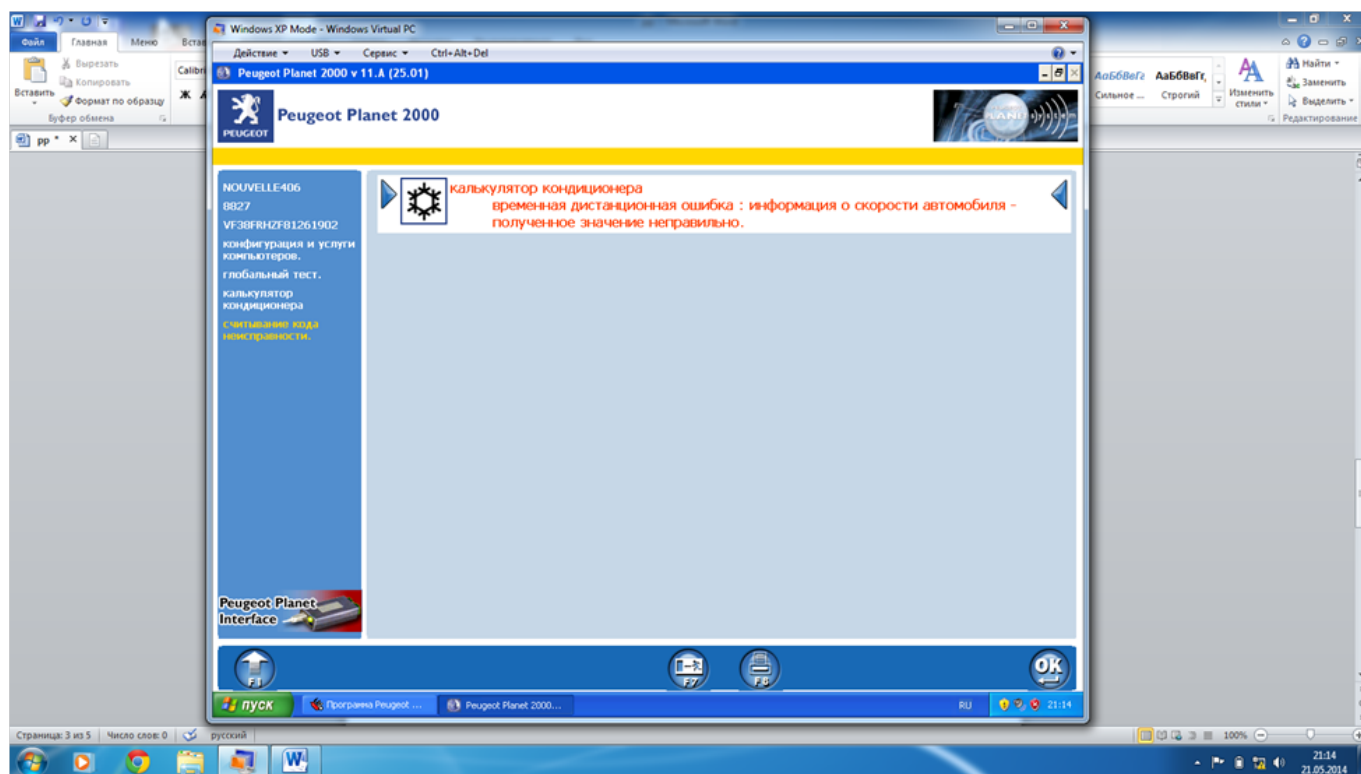 Windows XP Mode - Windows Virtual PC
Файл
Главная
Меню
Действие
USB
Сервис
Ctrl+Alt+Del
Вырезать
Копировать
Вставить
Формат по образцу
Буфер обмена
Calibri
Ж
Peugeot Planet 2000 v 11.A (25.01)
АаБбВвГг
АаБбВвГг,
Сильное ...
Строгий
Изменить стили
Найти
Заменить
Выделить
Редактирование
pp *
PEUGEOT
Peugeot Planet 2000
NOUVELLE406
8827
VF38FRHZF81261902
конфигурация и услуги
компьютеров.
глобальный тест.
калькулятор
кондиционера
считывание кода
неисправности.
калькулятор кондиционера
временная дистанционная ошибка : информация о скорости автомобиля -
полученное значение неправильно.
Peugeot Planet
Interface
F1
F7
F8
OK
пуск
Программа Peugeot ...
Peugeot Planet 2000...
RU
21:14
Страница: 3 из 5
Число слов: 0
русский
100%
21:14
21.05.2014